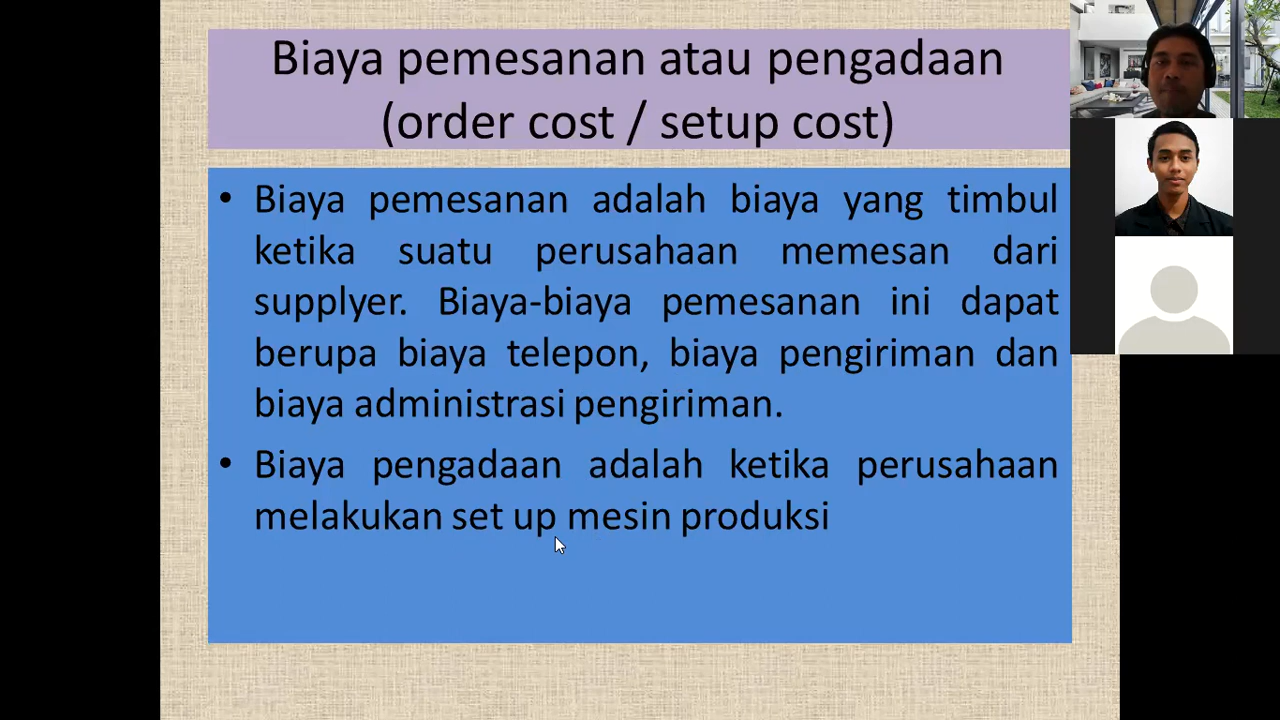 Biaya pemesanan atau pengadaan
(order cost / setup cost)
• Biaya pemesanan adalah biaya yang timbul
ketika suatu perusahaan memesan dari
supplyer. Biaya-biaya pemesanan ini dapat
berupa biaya telepon, biaya pengiriman dan
biaya administrasi pengiriman.
• Biaya pengadaan adalah ketika perusahaan
melakukan set up mesin produksi